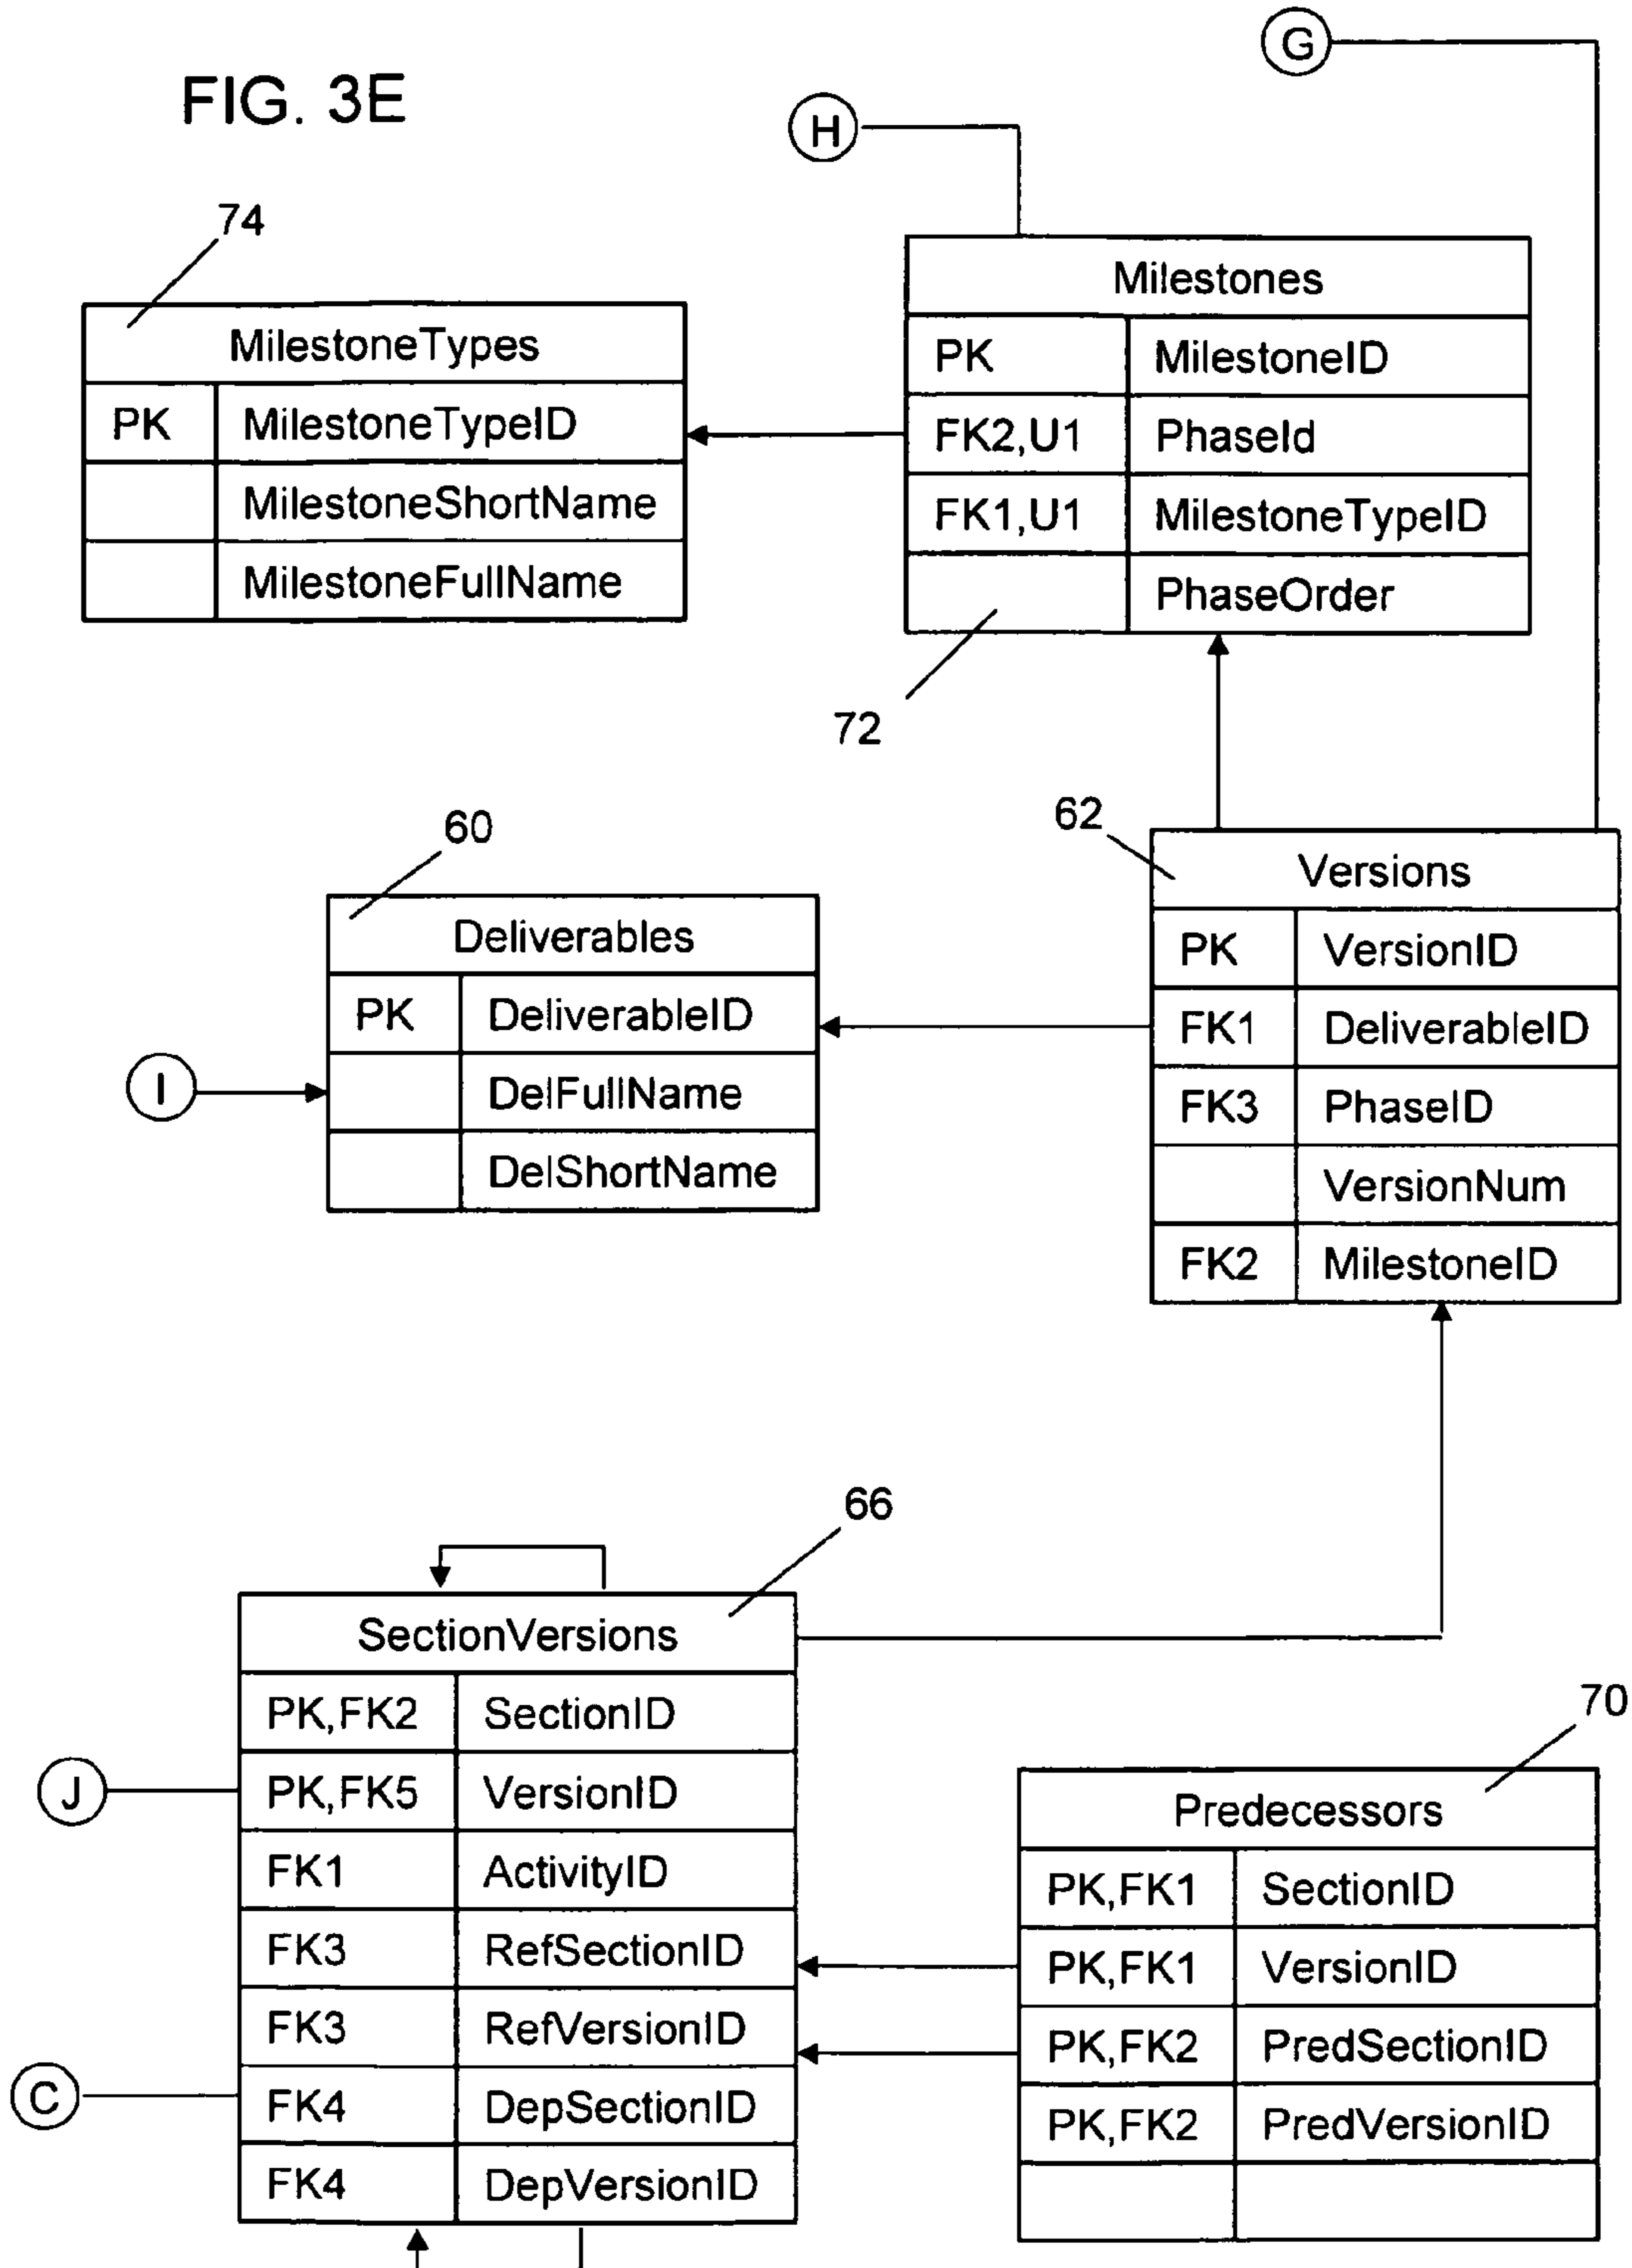 G
FIG. 3E
H
74
Milestones
PK MilestoneID
FK2,U1 PhaseId
FK1,U1 MilestoneTypeID
PhaseOrder
72
MilestoneTypes
PK MilestoneTypeID
MilestoneShortName
MilestoneFullName
60
62
Versions
PK VersionID
FK1 DeliverableID
FK3 PhaseID
VersionNum
FK2 MilestoneID
Deliverables
PK DeliverableID
DelFullName
DelShortName
I
66
SectionVersions
PK,FK2 SectionID
PK,FK5 VersionID
FK1 ActivityID
FK3 RefSectionID
FK3 RefVersionID
FK4 DepSectionID
FK4 DepVersionID
J
C
70
Predecessors
PK,FK1 SectionID
PK,FK1 VersionID
PK,FK2 PredSectionID
PK,FK2 PredVersionID